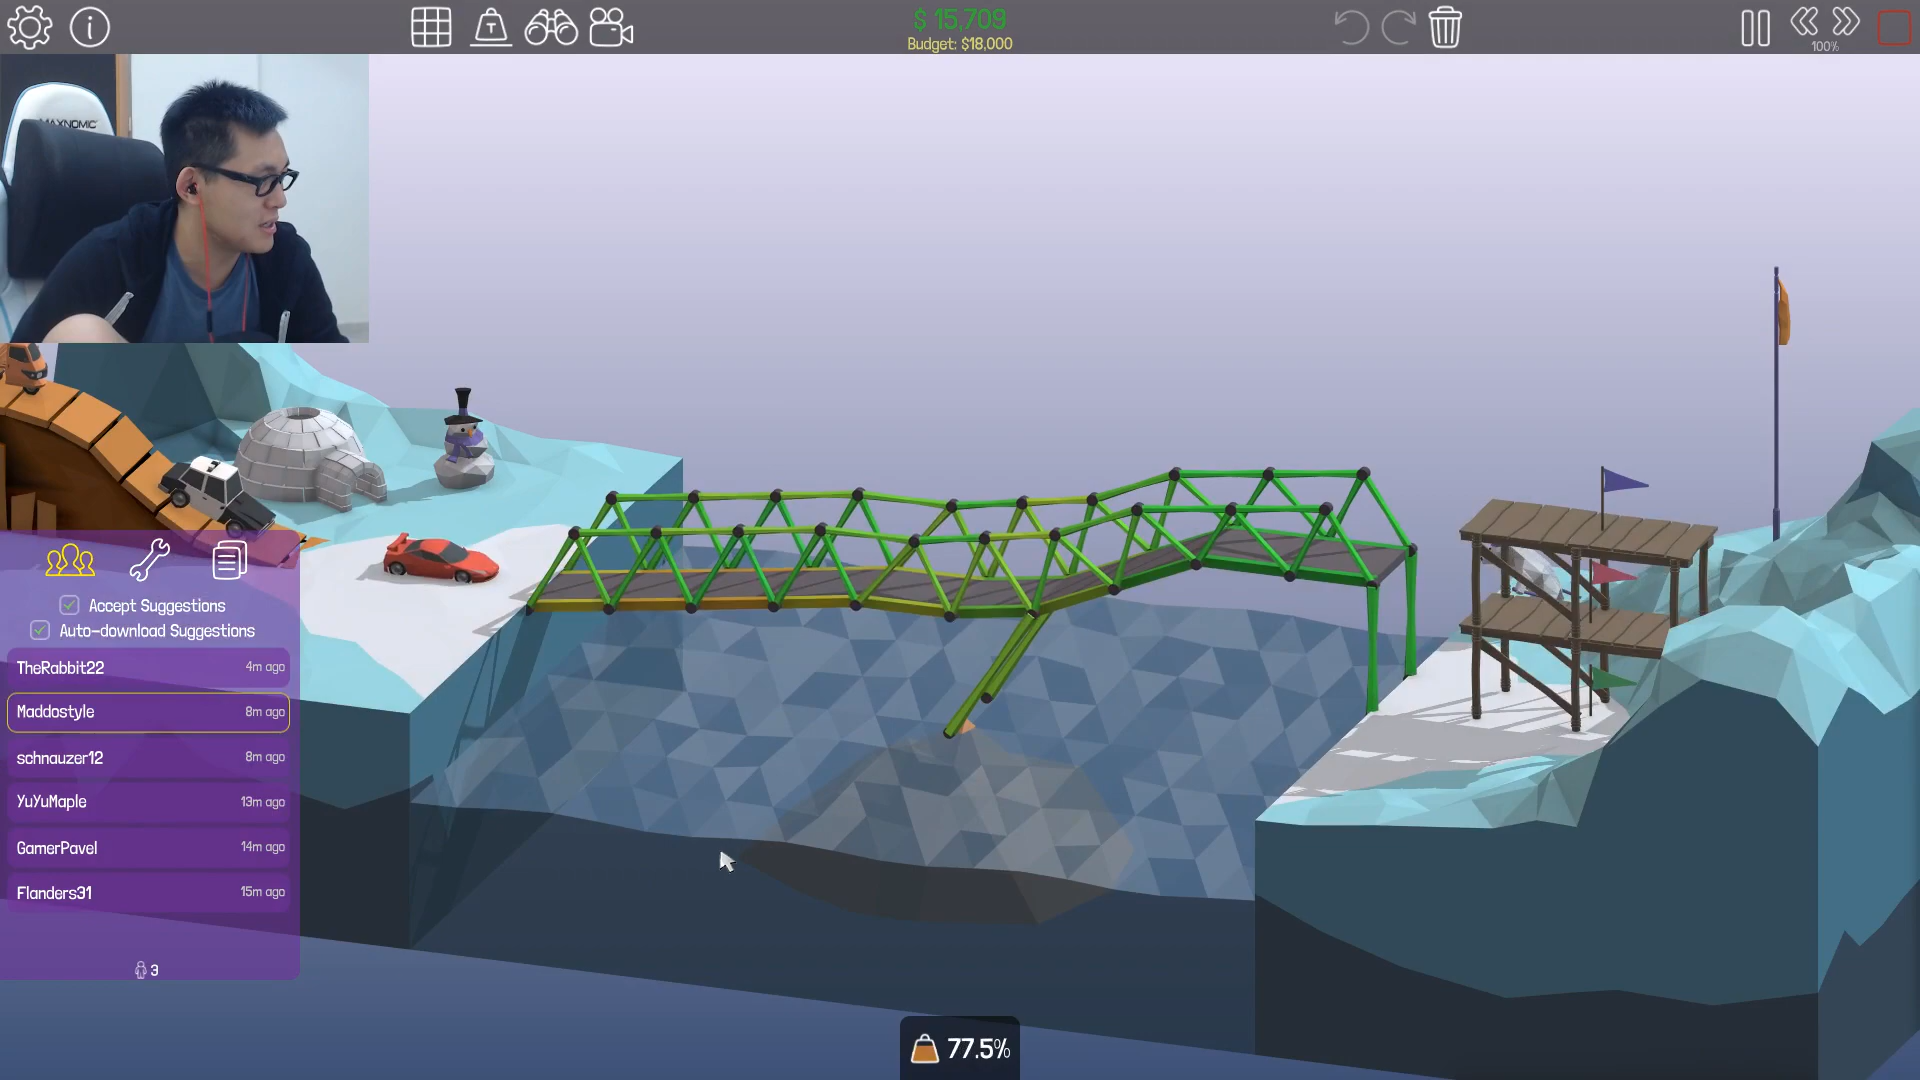 $ 15,709
Budget: $18,000
100%
MAXNOMIC
T
Accept Suggestions
Auto-download Suggestions
TheRabbit22 4m ago
Maddostyle 8m ago
schnauzer12 8m ago
YuYuMaple 13m ago
GamerPavel 14m ago
Flanders31 15m ago
3
77.5%